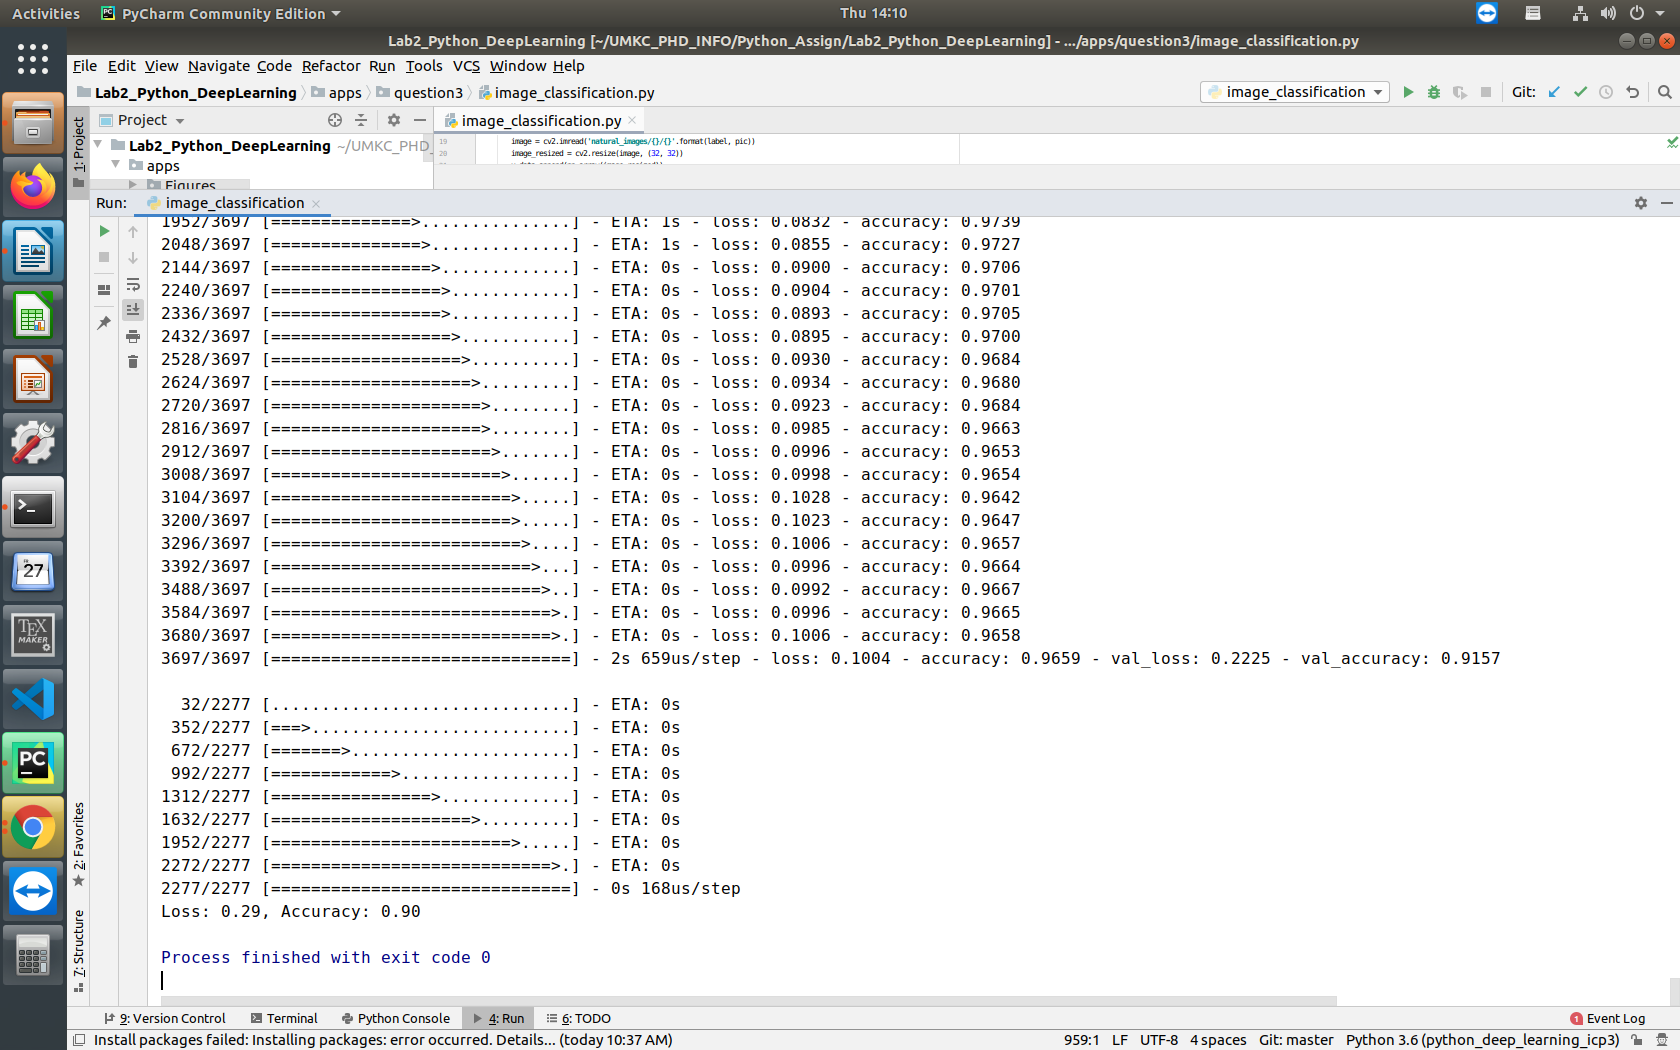 Activities PyCharm Community Edition Thu 14:10
Lab2_Python_DeepLearning [~/UMKC_PHD_INFO/Python_Assign/Lab2_Python_DeepLearning] - .../apps/question3/image_classification.py
File Edit View Navigate Code Refactor Run Tools VCS Window Help
Lab2_Python_DeepLearning apps question3 image_classification.py image_classification Git:
1: Project Project image_classification.py
Lab2_Python_DeepLearning ~/UMKC_PHD_ 19 image = cv2.imread('natural_images/{}/{}'.format(label, pic))
20 image_resized = cv2.resize(image, (32, 32))
apps
Figures
Run: image_classification
1952/3697 [==============>...............] - ETA: 1s - loss: 0.0832 - accuracy: 0.9739
2048/3697 [===============>..............] - ETA: 1s - loss: 0.0855 - accuracy: 0.9727
2144/3697 [================>.............] - ETA: 0s - loss: 0.0900 - accuracy: 0.9706
2240/3697 [=================>............] - ETA: 0s - loss: 0.0904 - accuracy: 0.9701
2336/3697 [=================>............] - ETA: 0s - loss: 0.0893 - accuracy: 0.9705
2432/3697 [==================>...........] - ETA: 0s - loss: 0.0895 - accuracy: 0.9700
2528/3697 [===================>..........] - ETA: 0s - loss: 0.0930 - accuracy: 0.9684
2624/3697 [====================>.........] - ETA: 0s - loss: 0.0934 - accuracy: 0.9680
2720/3697 [=====================>........] - ETA: 0s - loss: 0.0923 - accuracy: 0.9684
2816/3697 [=====================>........] - ETA: 0s - loss: 0.0985 - accuracy: 0.9663
2912/3697 [======================>.......] - ETA: 0s - loss: 0.0996 - accuracy: 0.9653
3008/3697 [=======================>......] - ETA: 0s - loss: 0.0998 - accuracy: 0.9654
3104/3697 [========================>.....] - ETA: 0s - loss: 0.1028 - accuracy: 0.9642
3200/3697 [========================>.....] - ETA: 0s - loss: 0.1023 - accuracy: 0.9647
3296/3697 [=========================>....] - ETA: 0s - loss: 0.1006 - accuracy: 0.9657
3392/3697 [==========================>...] - ETA: 0s - loss: 0.0996 - accuracy: 0.9664
3488/3697 [===========================>..] - ETA: 0s - loss: 0.0992 - accuracy: 0.9667
3584/3697 [============================>.] - ETA: 0s - loss: 0.0996 - accuracy: 0.9665
3680/3697 [============================>.] - ETA: 0s - loss: 0.1006 - accuracy: 0.9658
3697/3697 [==============================] - 2s 659us/step - loss: 0.1004 - accuracy: 0.9659 - val_loss: 0.2225 - val_accuracy: 0.9157
32/2277 [..............................] - ETA: 0s
352/2277 [===>..........................] - ETA: 0s
672/2277 [=======>......................] - ETA: 0s
992/2277 [============>.................] - ETA: 0s
1312/2277 [================>.............] - ETA: 0s
1632/2277 [====================>.........] - ETA: 0s
1952/2277 [========================>.....] - ETA: 0s
2272/2277 [============================>.] - ETA: 0s
2277/2277 [==============================] - 0s 168us/step
Loss: 0.29, Accuracy: 0.90
Process finished with exit code 0
2: Favorites
7: Structure
27
TEX
MAKER
PC
9: Version Control Terminal Python Console 4: Run 6: TODO 1 Event Log
Install packages failed: Installing packages: error occurred. Details... (today 10:37 AM) 959:1 LF UTF-8 4 spaces Git: master Python 3.6 (python_deep_learning_icp3)